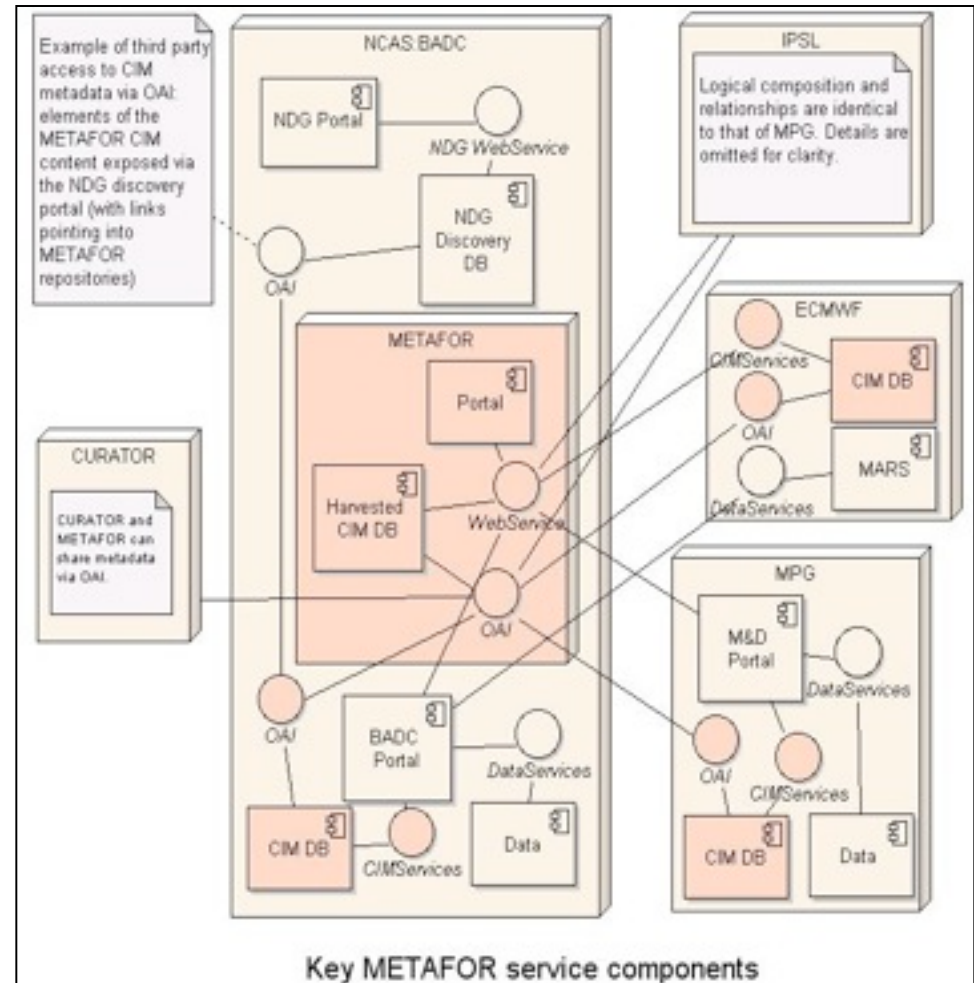 Example of third party
access to CIM
metadata via OAI:
elements of the
METAFOR CIM
content exposed via
the NDG discovery
portal (with links
pointing into
METAFOR
repositories)
NCAS:BADC
NDG Portal
NDG WebService
NDG
Discovery
DB
OAI
METAFOR
Portal
Harvested
CIM DB
WebService
OAI
OAI
BADC
Portal
DataServices
CIM DB
CIMServices
Data
CURATOR
CURATOR and
METAFOR can
share metadata
via OAI.
IPSL
Logical composition and
relationships are identical
to that of MPG. Details are
omitted for clarity.
ECMWF
CIMServices
CIM DB
OAI
MARS
DataServices
MPG
M&D
Portal
DataServices
OAI
CIMServices
CIM DB
Data
Key METAFOR service components